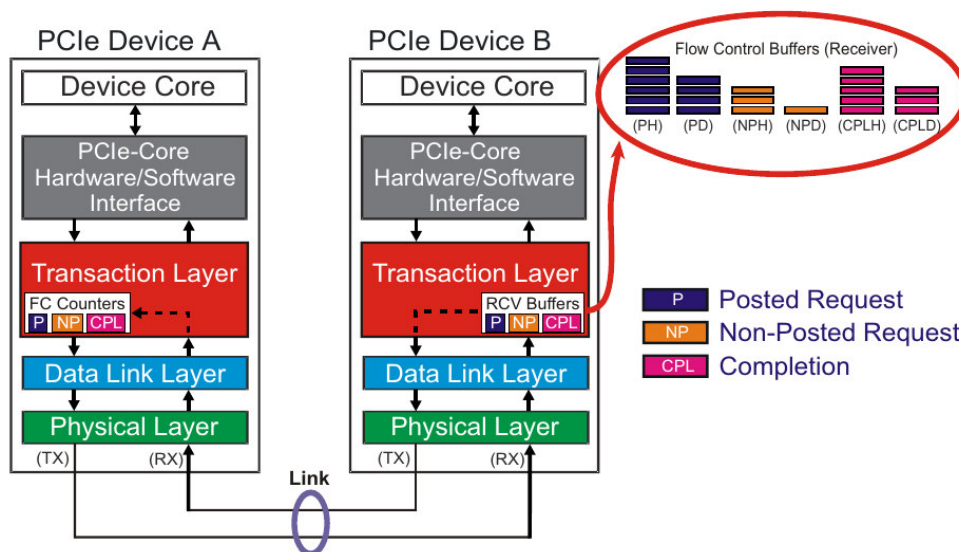 PCIe Device A
Device Core
PCIe-Core
Hardware/Software
Interface
Transaction Layer
FC Counters
P NP CPL
Data Link Layer
Physical Layer
(TX) (RX)
PCIe Device B
Device Core
PCIe-Core
Hardware/Software
Interface
Transaction Layer
RCV Buffers
P NP CPL
Data Link Layer
Physical Layer
(TX) (RX)
Link
Flow Control Buffers (Receiver)
(PH) (PD) (NPH) (NPD) (CPLH) (CPLD)
P Posted Request
NP Non-Posted Request
CPL Completion